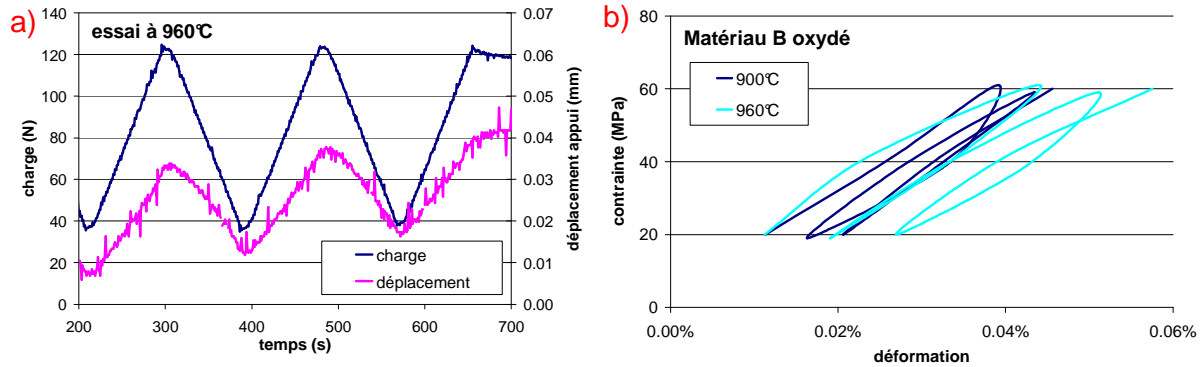 a)
essai à 960°C
charge (N)
140
120
100
80
60
40
20
0
0.07
0.06
0.05
0.04
0.03
0.02
0.01
0.00
déplacement appui (mm)
charge
déplacement
200 300 400 500 600 700
temps (s)
b)
Matériau B oxydé
900°C
960°C
contrainte (MPa)
80
60
40
20
0
0.00% 0.02% 0.04% 0.06%
déformation